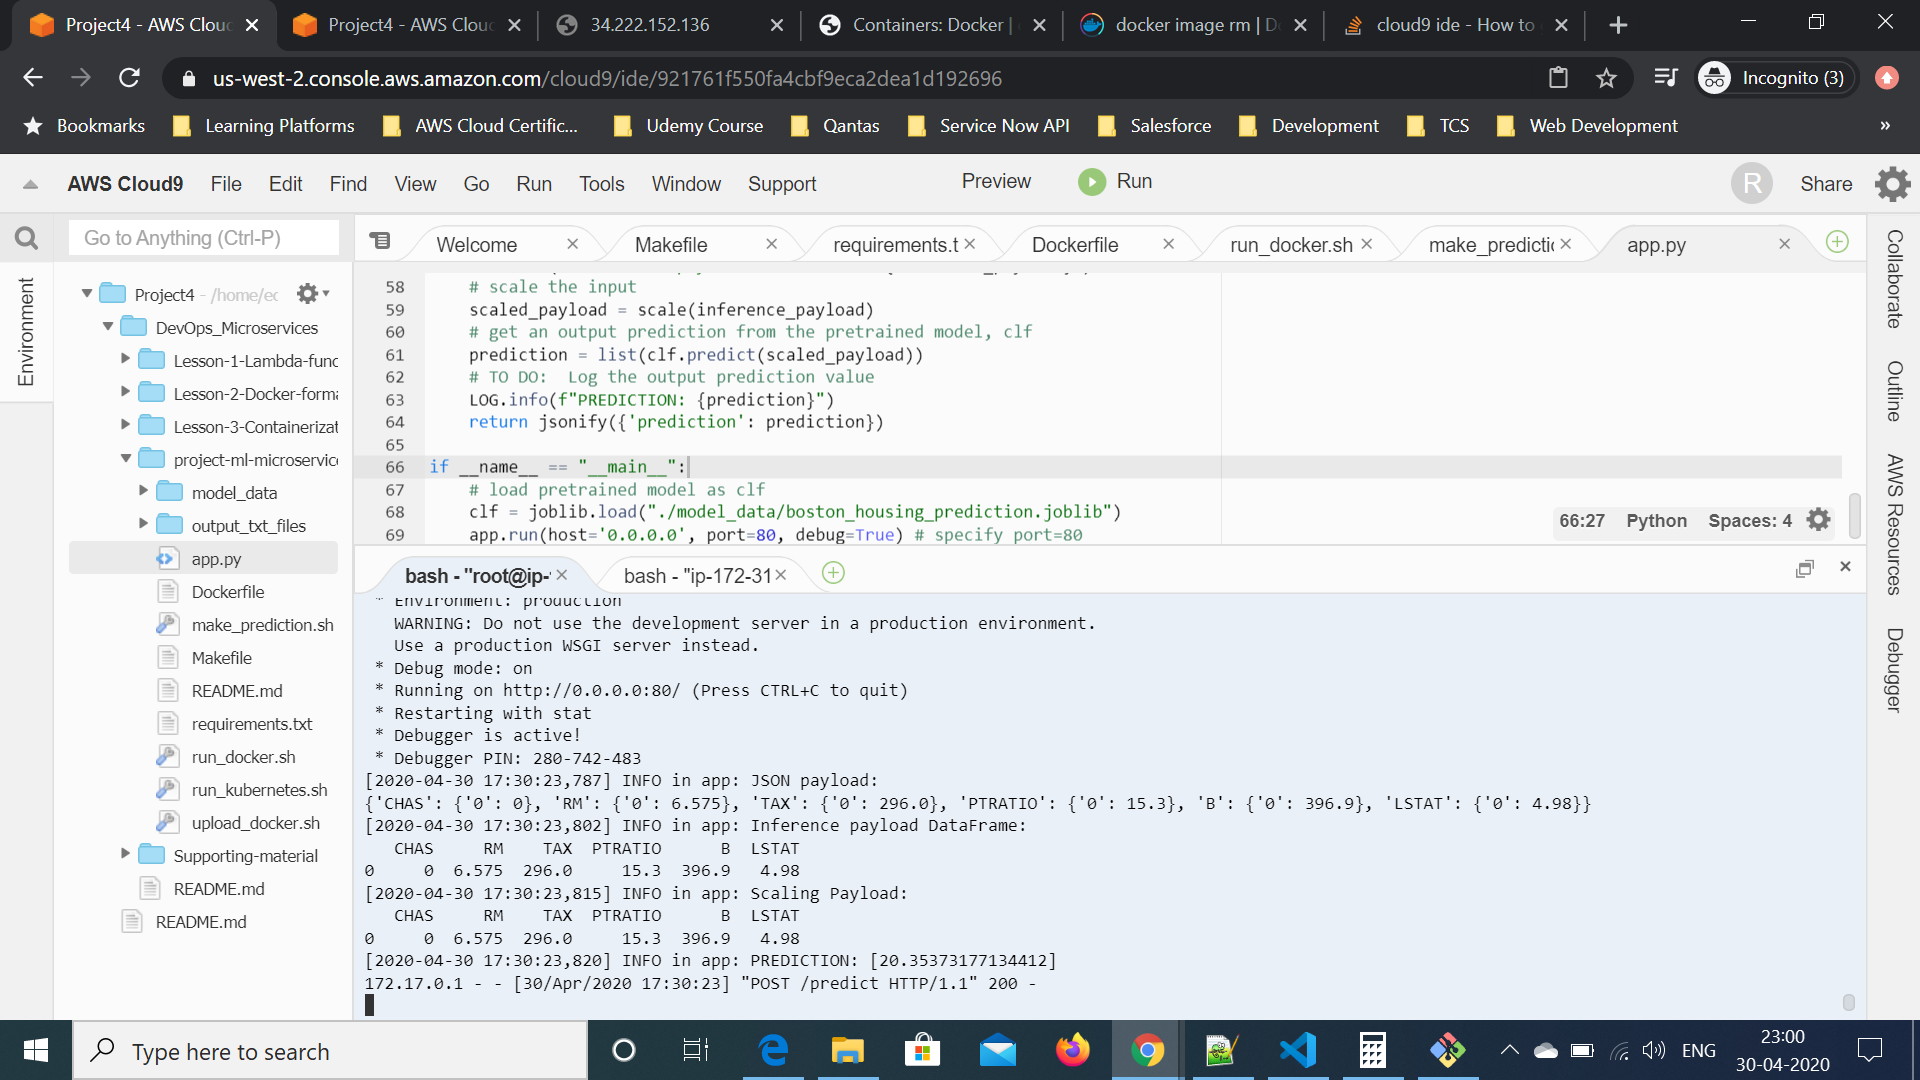 Project4 - AWS Clou
Project4 - AWS Cloud
34.222.152.136
Containers: Docker |
docker image rm | D
cloud9 ide - How to
us-west-2.console.aws.amazon.com/cloud9/ide/921761f550fa4cbf9eca2dea1d192696
Incognito (3)
Bookmarks
Learning Platforms
AWS Cloud Certific...
Udemy Course
Qantas
Service Now API
Salesforce
Development
TCS
Web Development
»
AWS Cloud9 File Edit Find View Go Run Tools Window Support Preview Run
R Share
Go to Anything (Ctrl-P)
Welcome
Makefile
requirements.t
Dockerfile
run_docker.sh
make_predictic
app.py
Environment
Project4 - /home/ec
DevOps_Microservices
Lesson-1-Lambda-func
Lesson-2-Docker-forma
Lesson-3-Containerizat
project-ml-microservice
model_data
output_txt_files
app.py
Dockerfile
make_prediction.sh
Makefile
README.md
requirements.txt
run_docker.sh
run_kubernetes.sh
upload_docker.sh
Supporting-material
README.md
README.md
58 # scale the input
59 scaled_payload = scale(inference_payload)
60 # get an output prediction from the pretrained model, clf
61 prediction = list(clf.predict(scaled_payload))
62 # TO DO:  Log the output prediction value
63 LOG.info(f"PREDICTION: {prediction}")
64 return jsonify({'prediction': prediction})
65
66 if __name__ == "__main__":
67 # load pretrained model as clf
68 clf = joblib.load("./model_data/boston_housing_prediction.joblib")
69 app.run(host='0.0.0.0', port=80, debug=True) # specify port=80
66:27 Python Spaces: 4
Collaborate
Outline
AWS Resources
Debugger
bash - "root@ip-
bash - "ip-172-31
* Environment: production
WARNING: Do not use the development server in a production environment.
Use a production WSGI server instead.
* Debug mode: on
* Running on http://0.0.0.0:80/ (Press CTRL+C to quit)
* Restarting with stat
* Debugger is active!
* Debugger PIN: 280-742-483
[2020-04-30 17:30:23,787] INFO in app: JSON payload:
{'CHAS': {'0': 0}, 'RM': {'0': 6.575}, 'TAX': {'0': 296.0}, 'PTRATIO': {'0': 15.3}, 'B': {'0': 396.9}, 'LSTAT': {'0': 4.98}}
[2020-04-30 17:30:23,802] INFO in app: Inference payload DataFrame:
CHAS RM TAX PTRATIO B LSTAT
0 0 6.575 296.0 15.3 396.9 4.98
[2020-04-30 17:30:23,815] INFO in app: Scaling Payload:
CHAS RM TAX PTRATIO B LSTAT
0 0 6.575 296.0 15.3 396.9 4.98
[2020-04-30 17:30:23,820] INFO in app: PREDICTION: [20.35373177134412]
172.17.0.1 - - [30/Apr/2020 17:30:23] "POST /predict HTTP/1.1" 200 -
Type here to search
ENG
23:00
30-04-2020